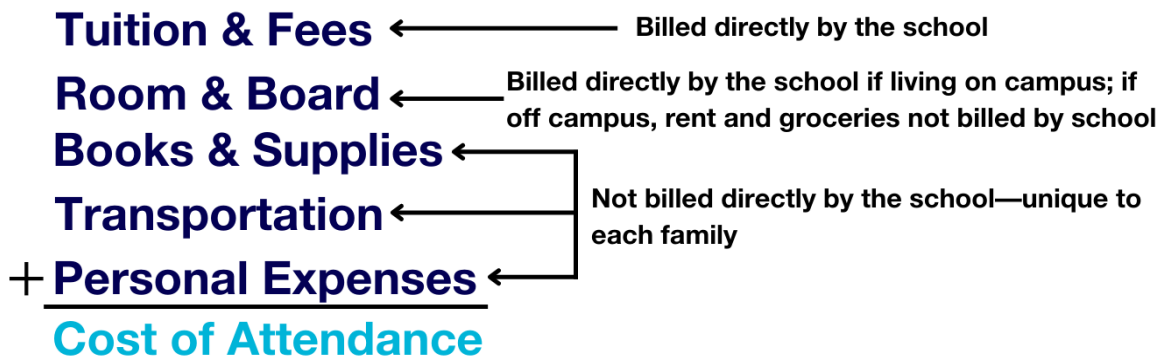 Tuition & Fees
Billed directly by the school
Room & Board
Billed directly by the school if living on campus; if
off campus, rent and groceries not billed by school
Books & Supplies
Transportation
Not billed directly by the school—unique to
each family
+ Personal Expenses
Cost of Attendance